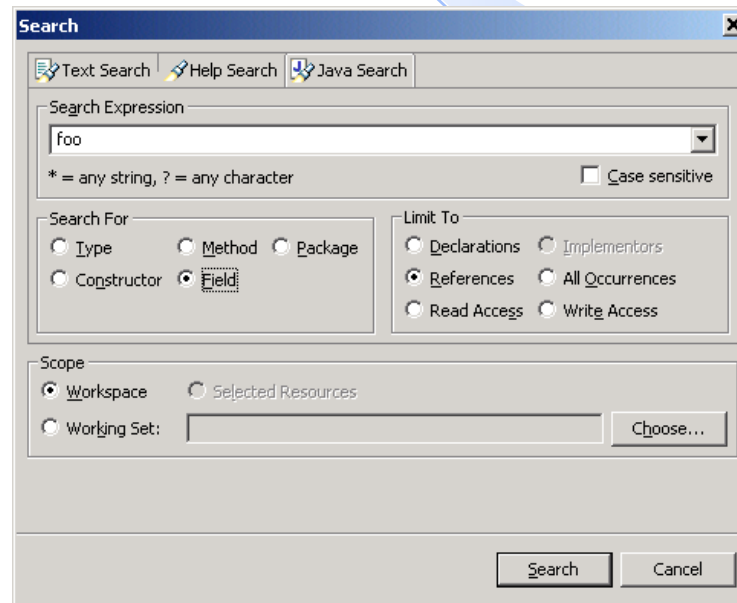 Search
Text Search Help Search Java Search
Search Expression
foo
* = any string, ? = any character Case sensitive
Search For
Type Method Package
Constructor Field
Limit To
Declarations Implementors
References All Occurrences
Read Access Write Access
Scope
Workspace Selected Resources
Working Set: Choose...
Search Cancel